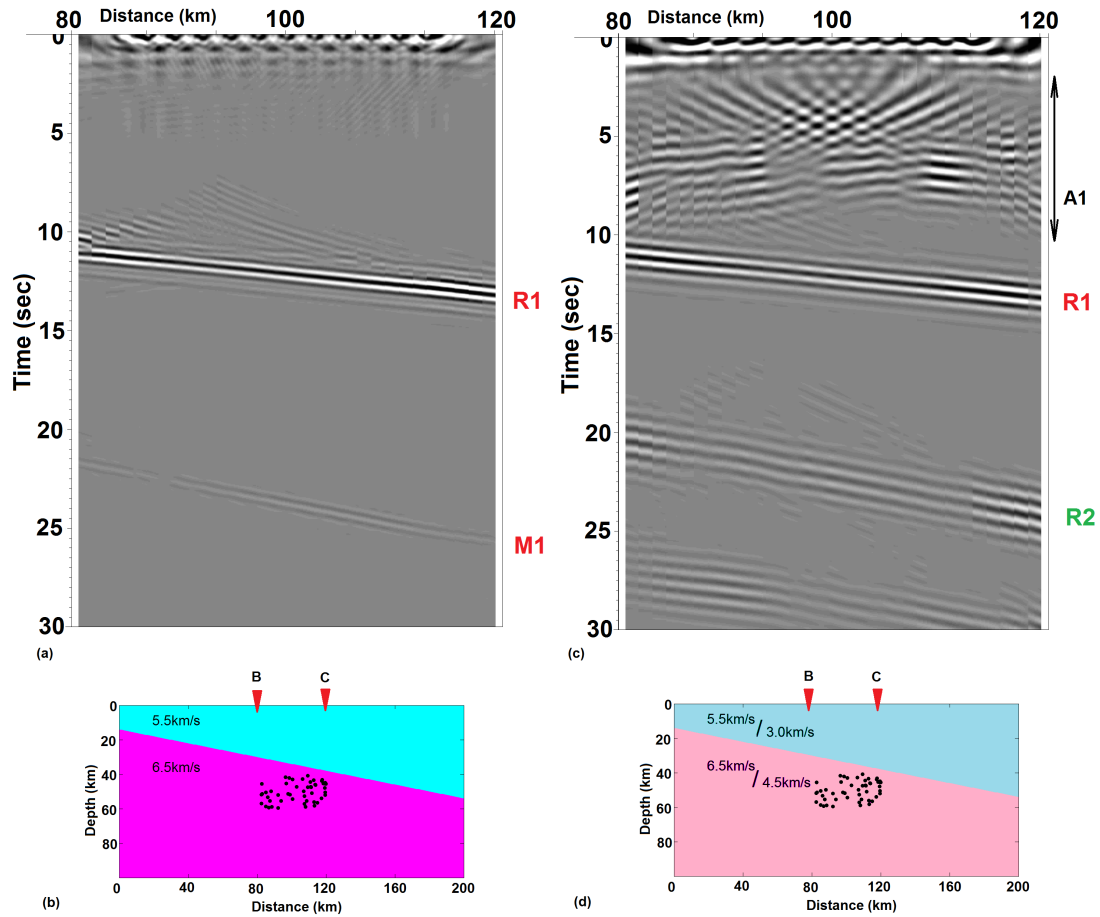 80 Distance (km) 100 120
0
5
10
15
20
25
30
Time (sec)
R1
M1
(a)
80 Distance (km) 100 120
0
5
10
15
20
25
30
Time (sec)
A1
R1
R2
(c)
B C
0
20
40
60
80
Depth (km)
5.5km/s
6.5km/s
0 40 80 120 160 200
Distance (km)
(b)
B C
0
20
40
60
80
Depth (km)
5.5km/s / 3.0km/s
6.5km/s / 4.5km/s
0 40 80 120 160 200
Distance (km)
(d)